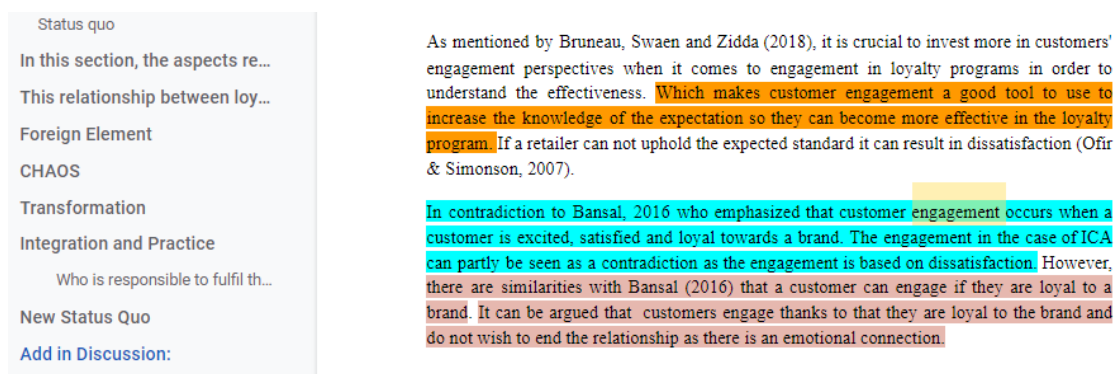 Status quo
In this section, the aspects re...
This relationship between loy...
Foreign Element
CHAOS
Transformation
Integration and Practice
Who is responsible to fulfil th...
New Status Quo
Add in Discussion:
As mentioned by Bruneau, Swaen and Zidda (2018), it is crucial to invest more in customers'
engagement perspectives when it comes to engagement in loyalty programs in order to
understand the effectiveness. Which makes customer engagement a good tool to use to
increase the knowledge of the expectation so they can become more effective in the loyalty
program. If a retailer can not uphold the expected standard it can result in dissatisfaction (Ofir
& Simonson, 2007).
In contradiction to Bansal, 2016 who emphasized that customer engagement occurs when a
customer is excited, satisfied and loyal towards a brand. The engagement in the case of ICA
can partly be seen as a contradiction as the engagement is based on dissatisfaction. However,
there are similarities with Bansal (2016) that a customer can engage if they are loyal to a
brand. It can be argued that  customers engage thanks to that they are loyal to the brand and
do not wish to end the relationship as there is an emotional connection.